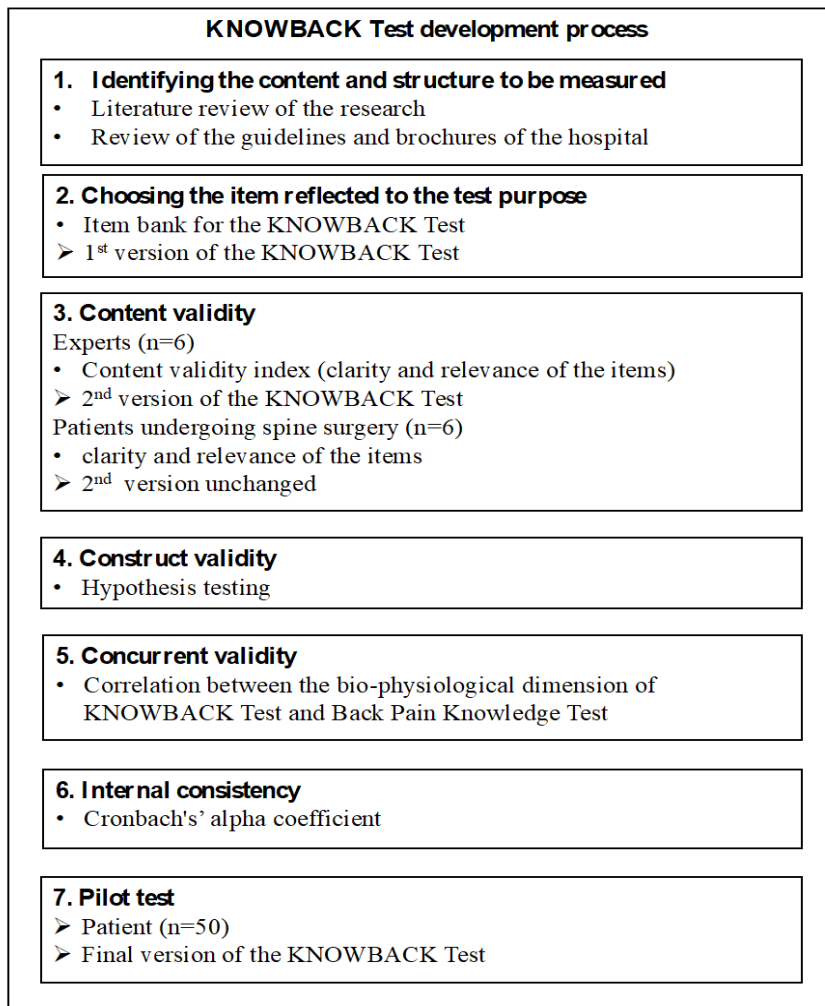 KNOWBACK Test development process
1. Identifying the content and structure to be measured
• Literature review of the research
• Review of the guidelines and brochures of the hospital
2. Choosing the item reflected to the test purpose
• Item bank for the KNOWBACK Test
➢ 1st version of the KNOWBACK Test
3. Content validity
Experts (n=6)
• Content validity index (clarity and relevance of the items)
➢ 2nd version of the KNOWBACK Test
Patients undergoing spine surgery (n=6)
• clarity and relevance of the items
➢ 2nd version unchanged
4. Construct validity
• Hypothesis testing
5. Concurrent validity
• Correlation between the bio-physiological dimension of
KNOWBACK Test and Back Pain Knowledge Test
6. Internal consistency
• Cronbach's’ alpha coefficient
7. Pilot test
➢ Patient (n=50)
➢ Final version of the KNOWBACK Test